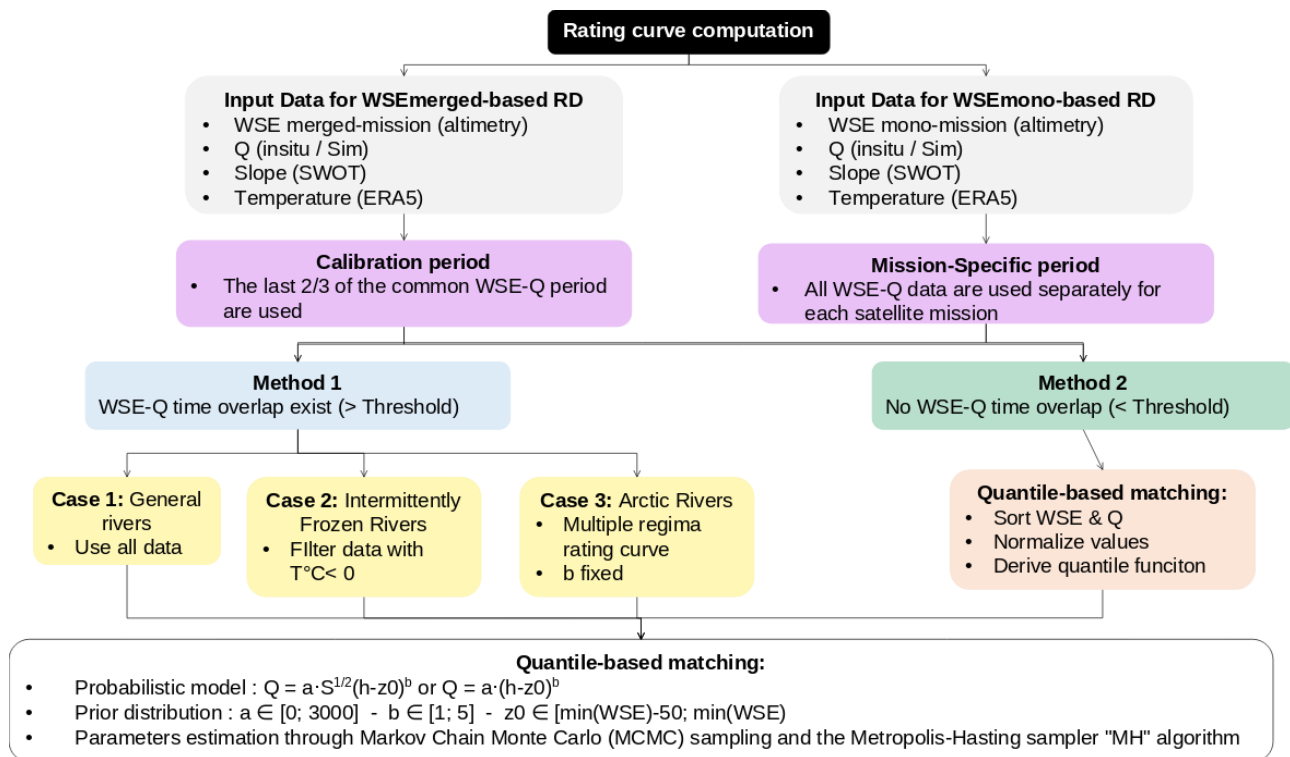 Rating curve computation
Input Data for WSEmerged-based RD
• WSE merged-mission (altimetry)
• Q (insitu / Sim)
• Slope (SWOT)
• Temperature (ERA5)
Input Data for WSEmono-based RD
• WSE mono-mission (altimetry)
• Q (insitu / Sim)
• Slope (SWOT)
• Temperature (ERA5)
Calibration period
• The last 2/3 of the common WSE-Q period
are used
Mission-Specific period
• All WSE-Q data are used separately for
each satellite mission
Method 1
WSE-Q time overlap exist (> Threshold)
Method 2
No WSE-Q time overlap (< Threshold)
Case 1: General
rivers
• Use all data
Case 2: Intermittently
Frozen Rivers
• FIlter data with
T°C< 0
Case 3: Arctic Rivers
• Multiple regima
rating curve
• b fixed
Quantile-based matching:
• Sort WSE & Q
• Normalize values
• Derive quantile funciton
Quantile-based matching:
• Probabilistic model : Q = a·S^1/2(h-z0)^b or Q = a·(h-z0)^b
• Prior distribution : a ∈ [0; 3000] - b ∈ [1; 5] - z0 ∈ [min(WSE)-50; min(WSE)
• Parameters estimation through Markov Chain Monte Carlo (MCMC) sampling and the Metropolis-Hasting sampler "MH" algorithm